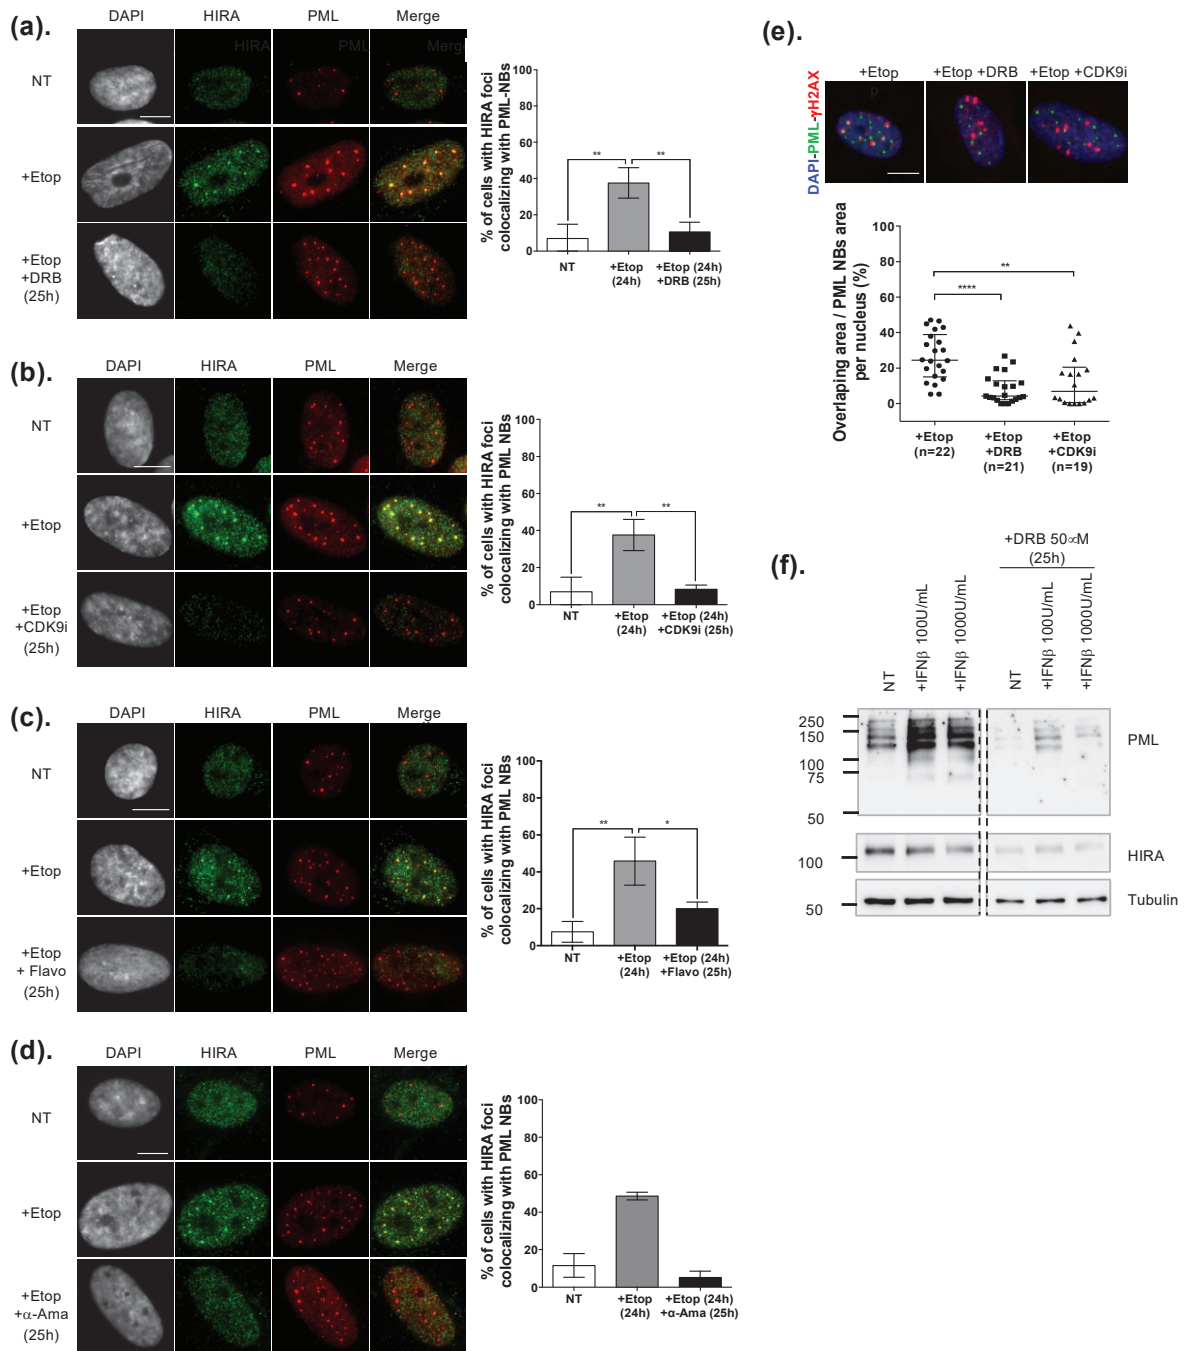 (a).
DAPI HIRA PML Merge
HIRA PML Merge
NT
+Etop
+Etop
+DRB
(25h)
% of cells with HIRA foci
colocalizing with PML-NBs
100
80
60
40
20
0
** **
NT +Etop +Etop (24h)
(24h) +DRB (25h)
(b).
DAPI HIRA PML Merge
NT
+Etop
+Etop
+CDK9i
(25h)
% of cells with HIRA foci
colocalizing with PML NBs
100
80
60
40
20
0
** **
NT +Etop +Etop (24h)
(24h) +CDK9i (25h)
(c).
DAPI HIRA PML Merge
NT
+Etop
+Etop
+ Flavo
(25h)
% of cells with HIRA foci
colocalizing with PML NBs
100
80
60
40
20
0
** *
NT +Etop +Etop (24h)
(24h) +Flavo (25h)
(d).
DAPI HIRA PML Merge
NT
+Etop
+Etop
+α-Ama
(25h)
% of cells with HIRA foci
colocalizing with PML NBs
100
80
60
40
20
0
NT +Etop +Etop (24h)
(24h) +α-Ama (25h)
(e).
+Etop +Etop +DRB +Etop +CDK9i
p
DAPI-PML-γH2AX
Overlaping area / PML NBs area
per nucleus (%)
100
80
60
40
20
0
**
****
+Etop +Etop +Etop
(n=22) +DRB +CDK9i
(n=21) (n=19)
(f).
+DRB 50∝M
(25h)
NT
+IFNβ 100U/mL
+IFNβ 1000U/mL
NT
+IFNβ 100U/mL
+IFNβ 1000U/mL
250
150
100
75
50
PML
100
HIRA
50
Tubulin